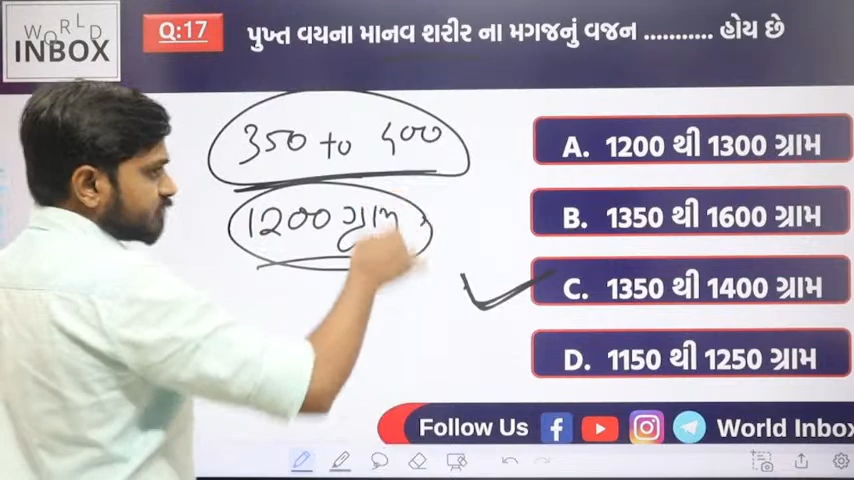 WORLD
INBOX
Q:17
પુખ્ત વયના માનવ શરીર ના મગજનું વજન ........... હોય છે
350 to 400
1200 ગ્રામ
A. 1200 થી 1300 ગ્રામ
B. 1350 થી 1600 ગ્રામ
C. 1350 થી 1400 ગ્રામ
D. 1150 થી 1250 ગ્રામ
Follow Us
World Inbox